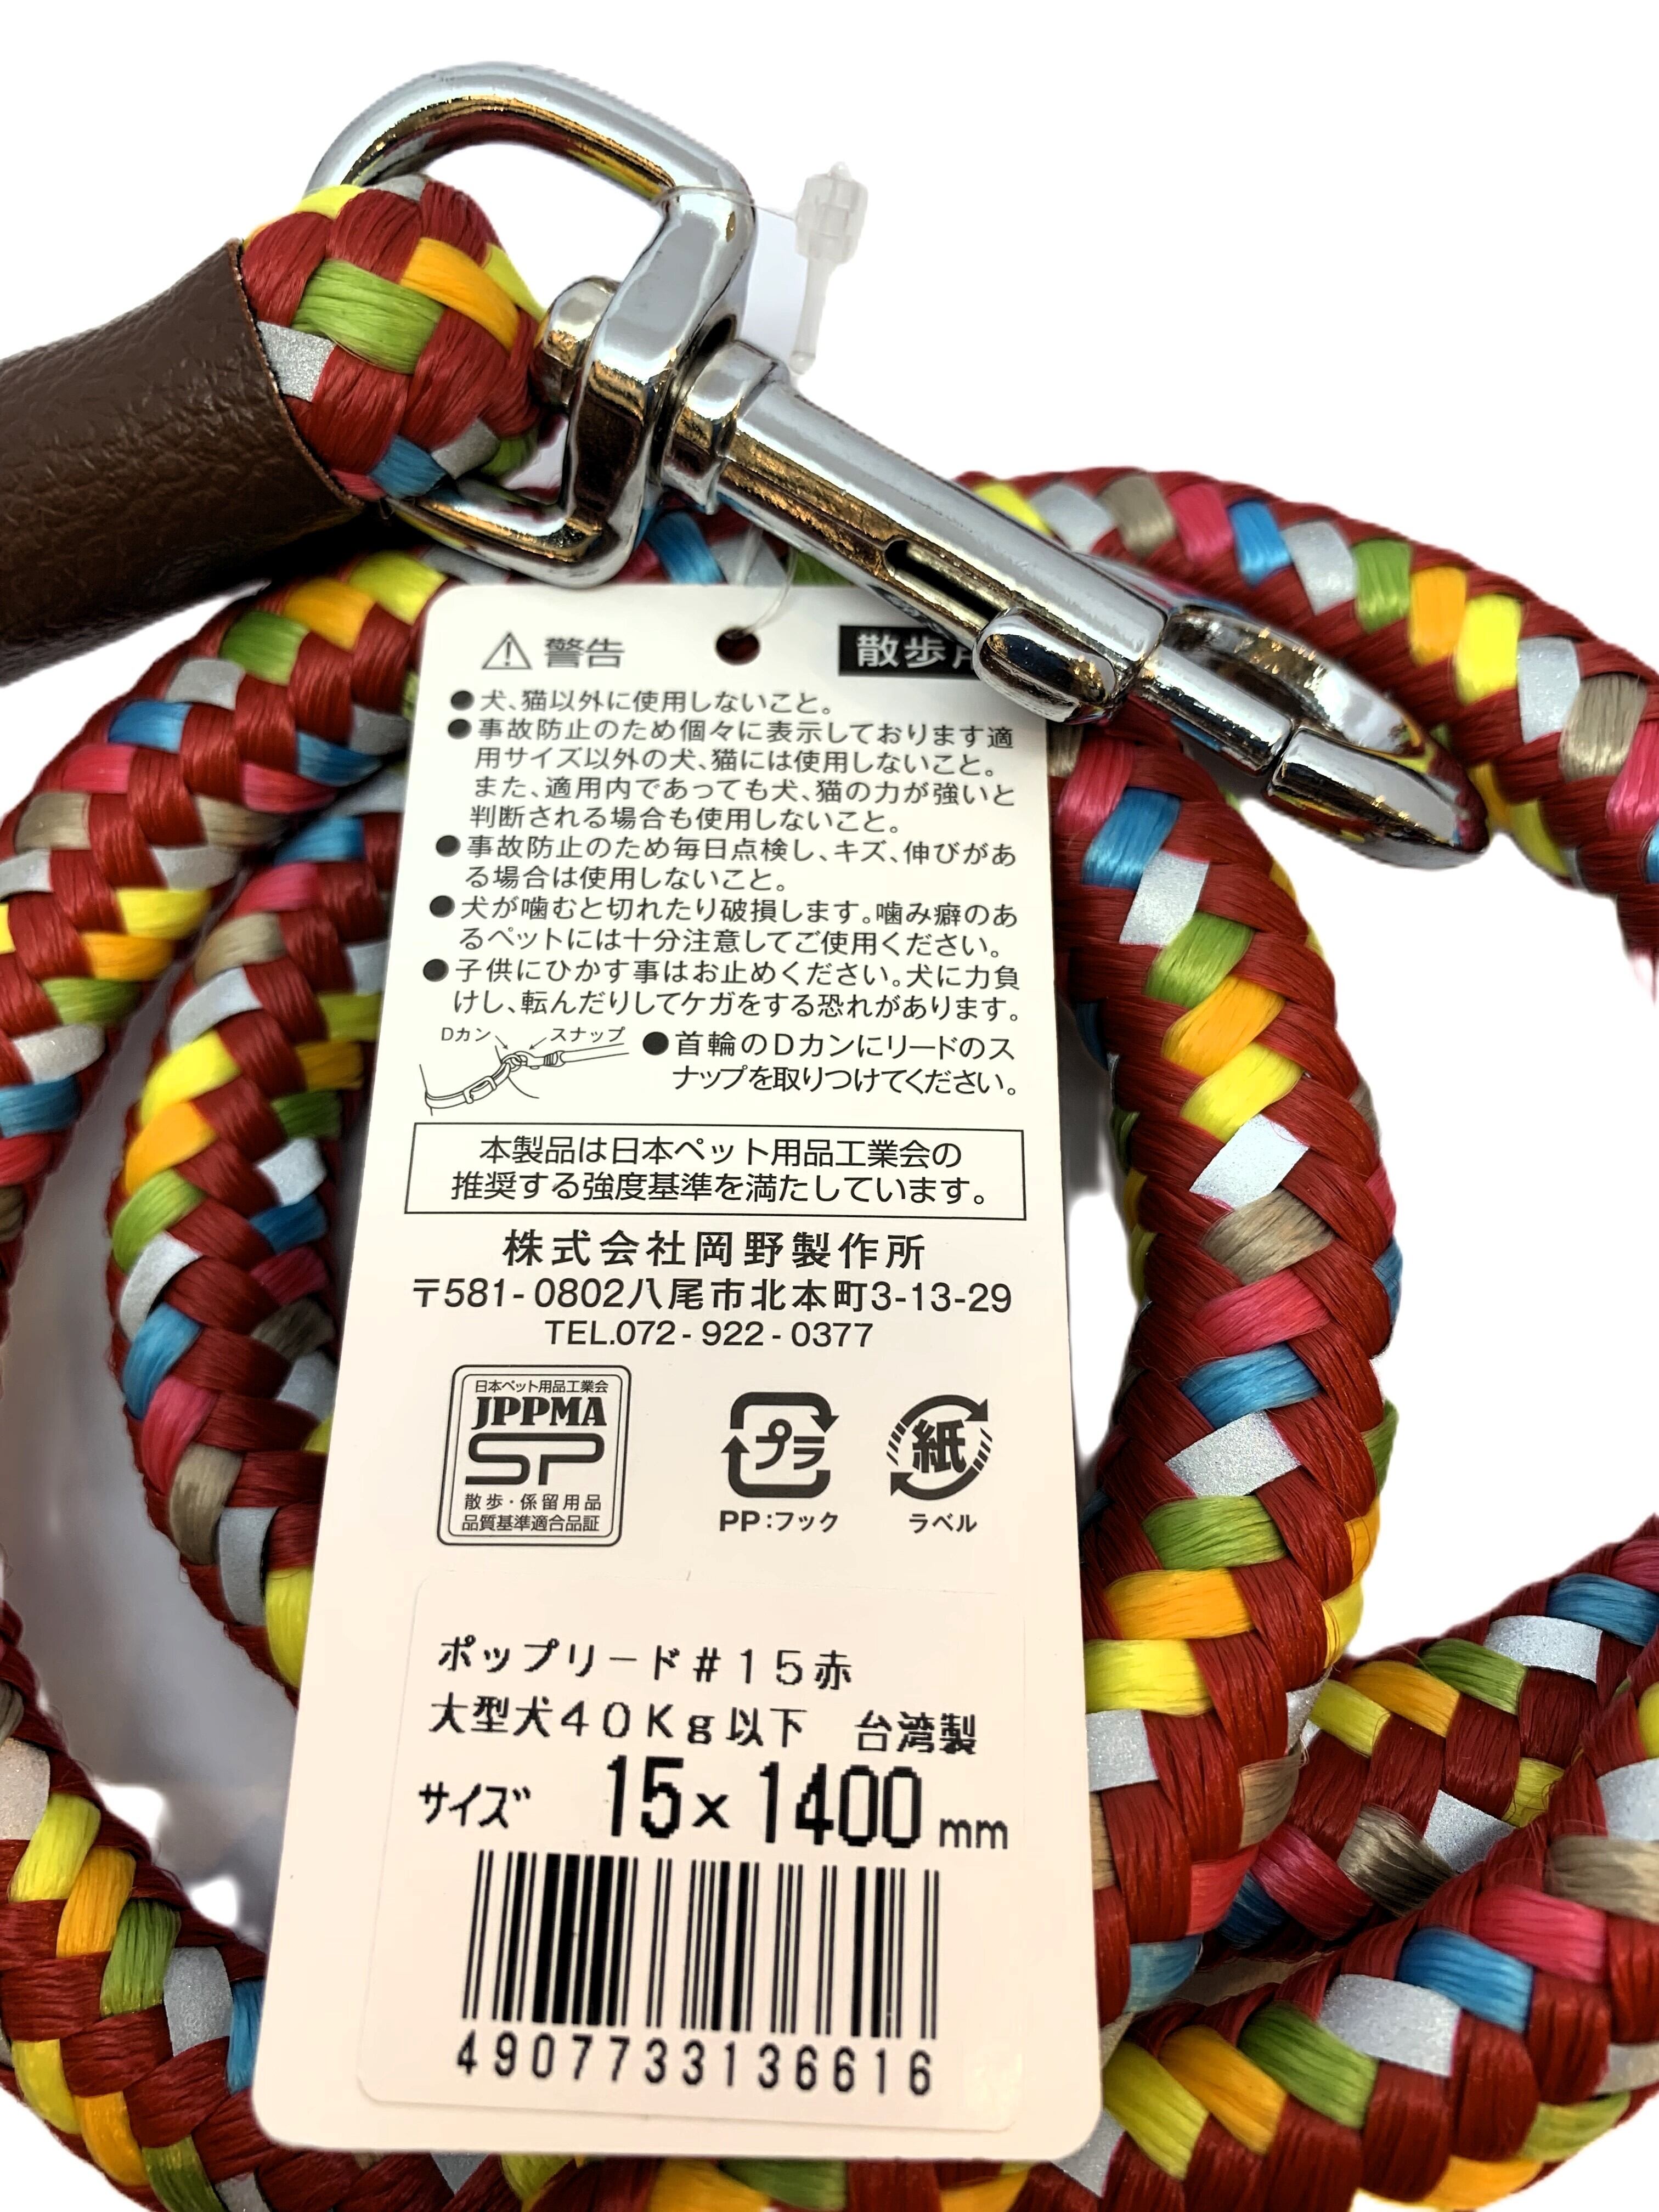 ⚠警告
散歩
●犬、猫以外に使用しないこと。
●事故防止のため個々に表示しております適
用サイズ以外の犬、猫には使用しないこと。
また、適用内であっても犬、猫の力が強いと
判断される場合も使用しないこと。
●事故防止のため毎日点検し、キズ、伸びがあ
る場合は使用しないこと。
●犬が噛むと切れたり破損します。噛み癖のあ
るペットには十分注意してご使用ください。
●子供にひかす事はお止めください。犬に力負
けし、転んだりしてケガをする恐れがあります。
Dカン スナップ
●首輪のDカンにリードのス
ナップを取りつけてください。
本製品は日本ペット用品工業会の
推奨する強度基準を満たしています。
株式会社岡野製作所
〒581-0802八尾市北本町3-13-29
TEL.072-922-0377
日本ペット用品工業会
JPPMA
SP
散歩・係留用品
品質基準適合品証
プラ
PP:フック
紙
ラベル
ポップリード#15赤
大型犬40Kg以下 台湾製
サイズ 15×1400mm
4907733136616